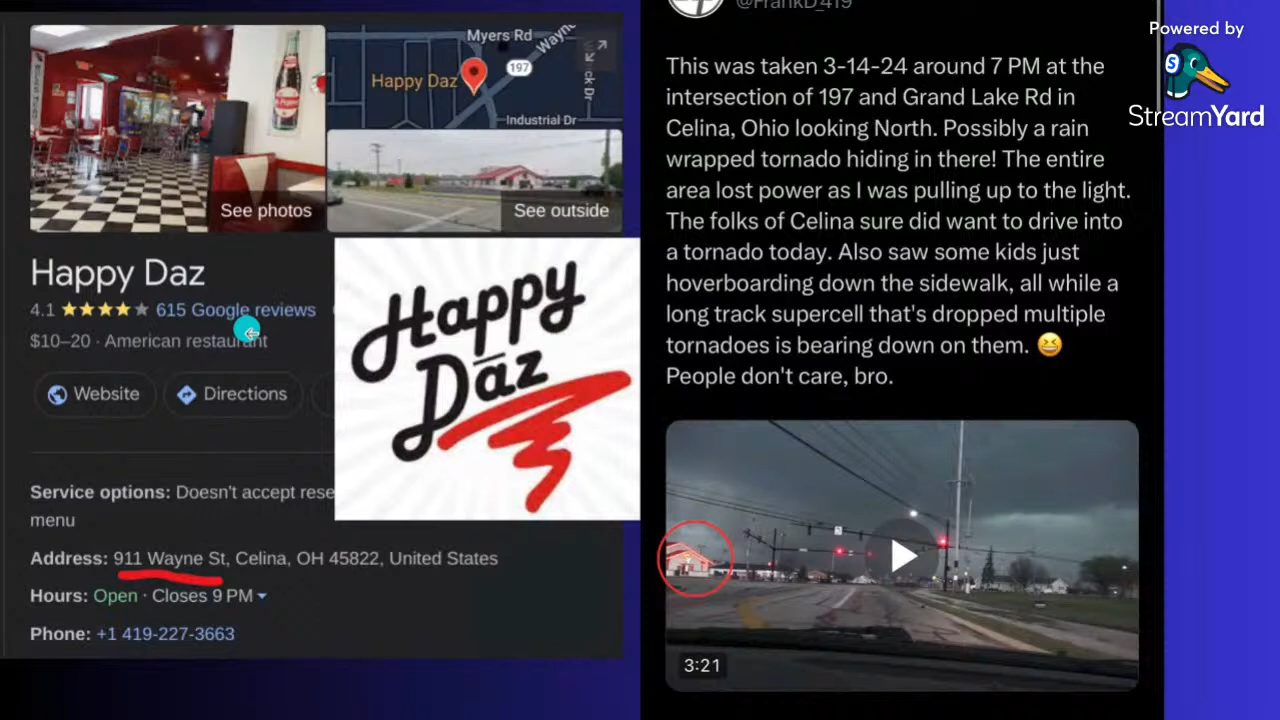 Myers Rd
Wayne
197
Happy Daz
Industrial Dr
See photos
See outside
Happy Daz
4.1
615 Google reviews
$10–20 · American restaurant
Website
Directions
Happy
Dāz
Service options: Doesn't accept rese
menu
Address: 911 Wayne St, Celina, OH 45822, United States
Hours: Open · Closes 9 PM
Phone: +1 419-227-3663
@FrankD_419
This was taken 3-14-24 around 7 PM at the
intersection of 197 and Grand Lake Rd in
Celina, Ohio looking North. Possibly a rain
wrapped tornado hiding in there! The entire
area lost power as I was pulling up to the light.
The folks of Celina sure did want to drive into
a tornado today. Also saw some kids just
hoverboarding down the sidewalk, all while a
long track supercell that's dropped multiple
tornadoes is bearing down on them. 😆
People don't care, bro.
3:21
Powered by
S
StreamYard